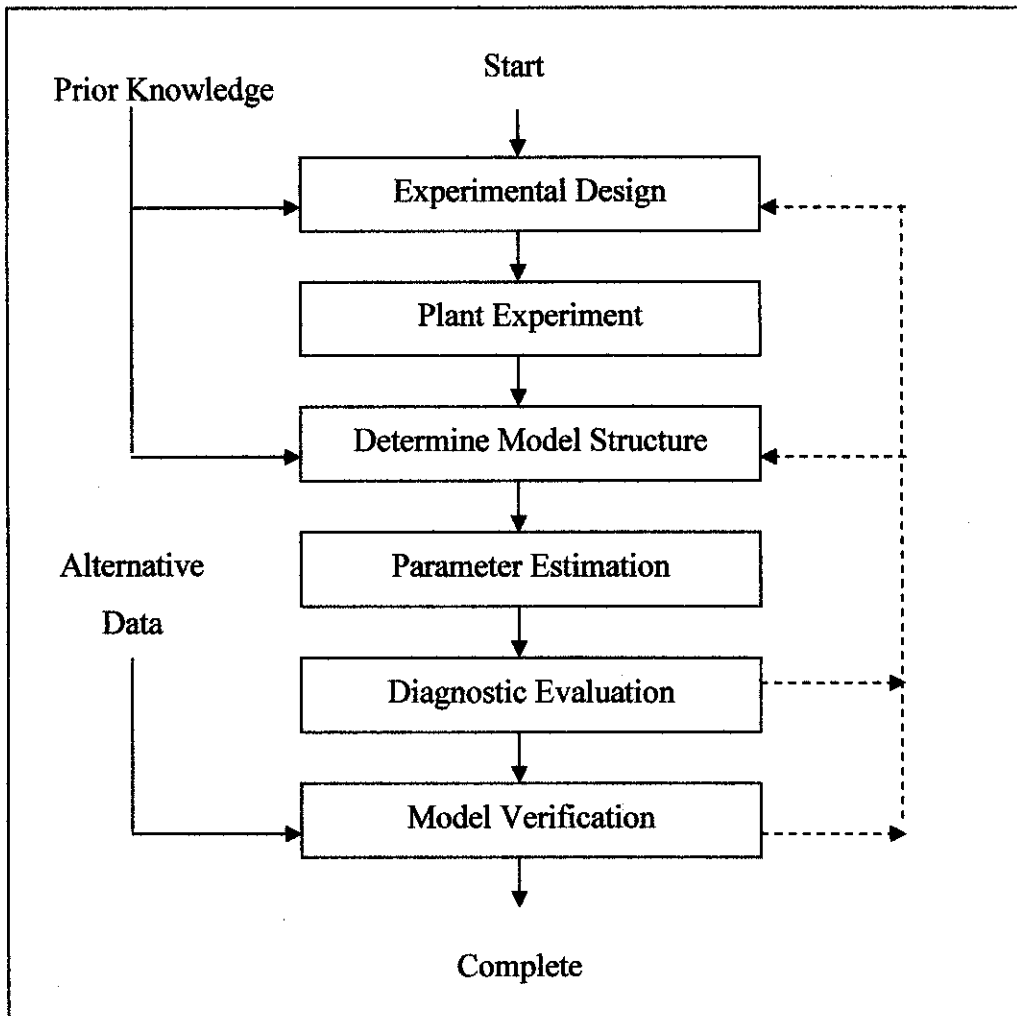 Start
Prior Knowledge
Experimental Design
Plant Experiment
Determine Model Structure
Alternative
Data
Parameter Estimation
Diagnostic Evaluation
Model Verification
Complete